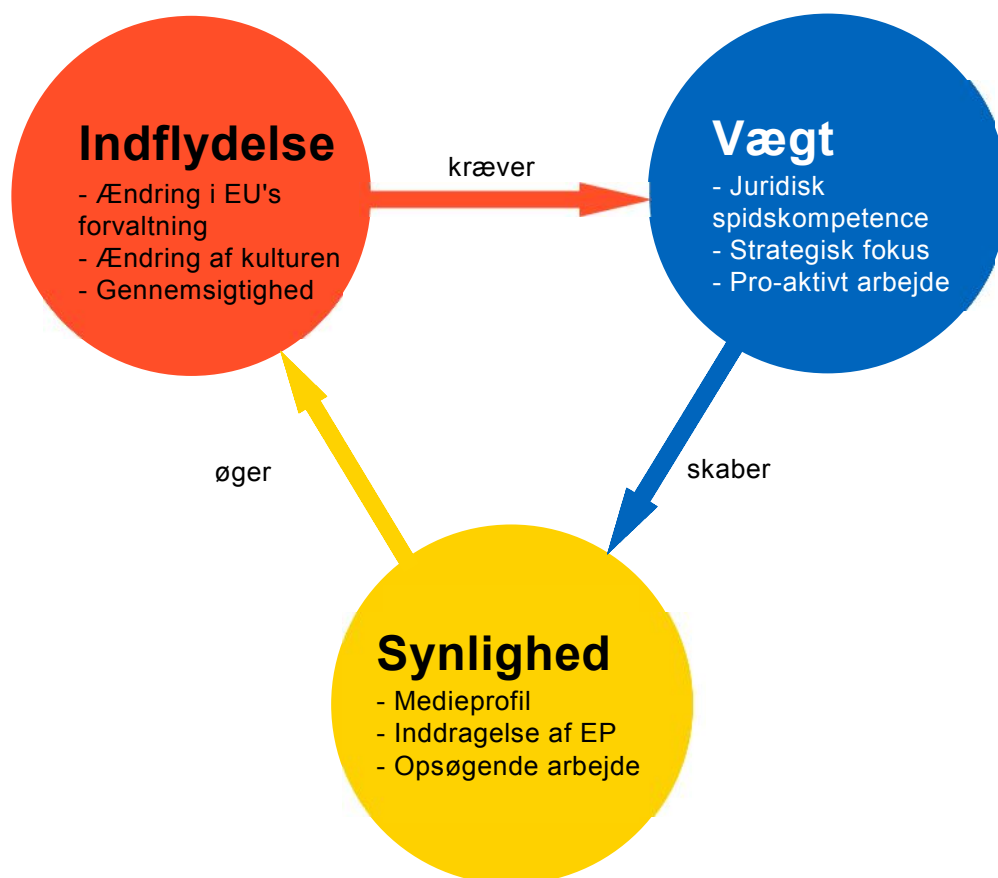 Indflydelse
- Ændring i EU's
forvaltning
- Ændring af kulturen
- Gennemsigtighed
kræver
Vægt
- Juridisk
spidskompetence
- Strategisk fokus
- Pro-aktivt arbejde
øger
skaber
Synlighed
- Medieprofil
- Inddragelse af EP
- Opsøgende arbejde